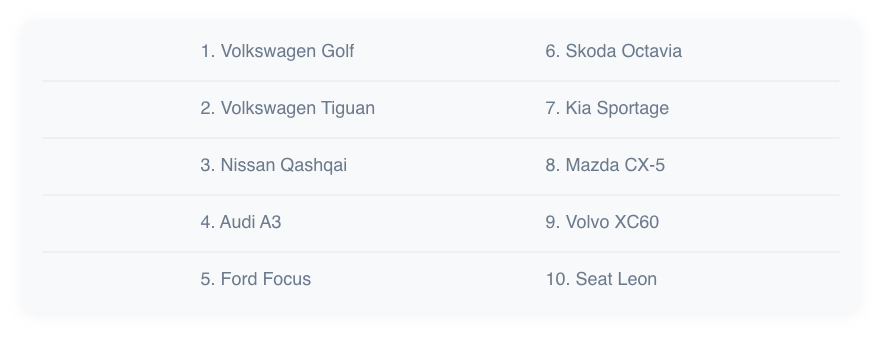 1. Volkswagen Golf
2. Volkswagen Tiguan
3. Nissan Qashqai
4. Audi A3
5. Ford Focus
6. Skoda Octavia
7. Kia Sportage
8. Mazda CX-5
9. Volvo XC60
10. Seat Leon